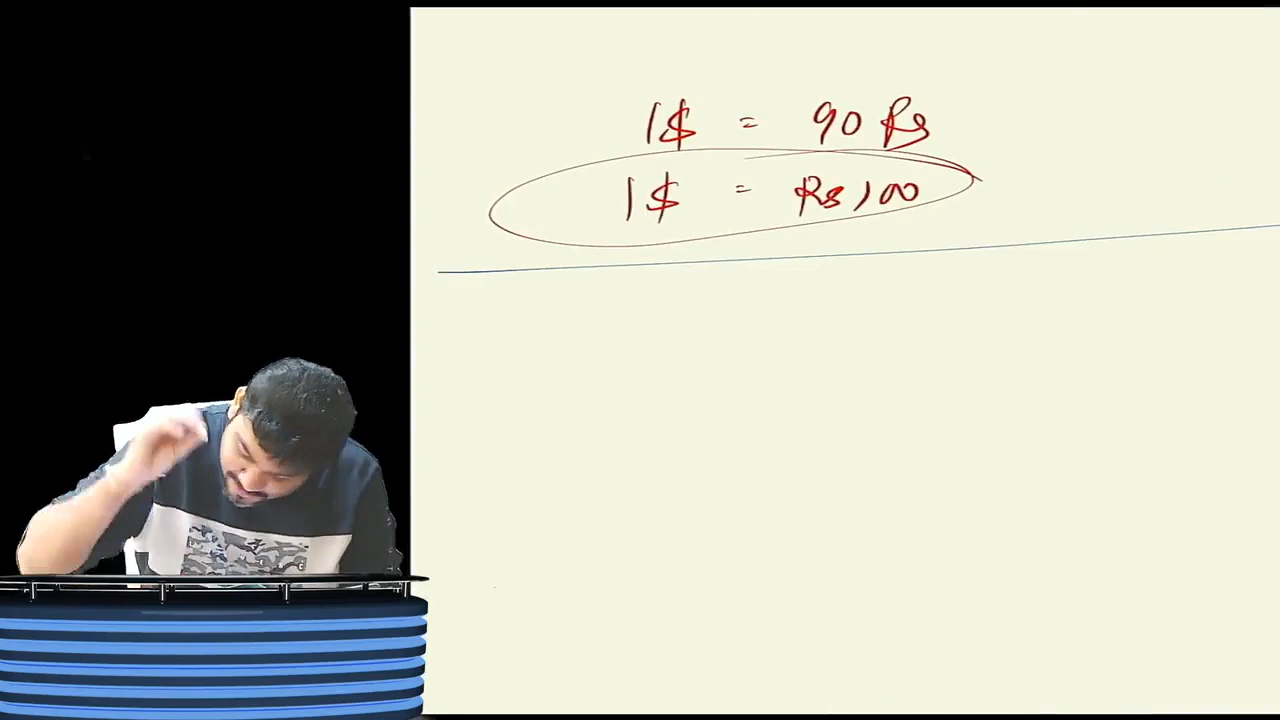 1$ = 90 Rs
1$ = Rs 100